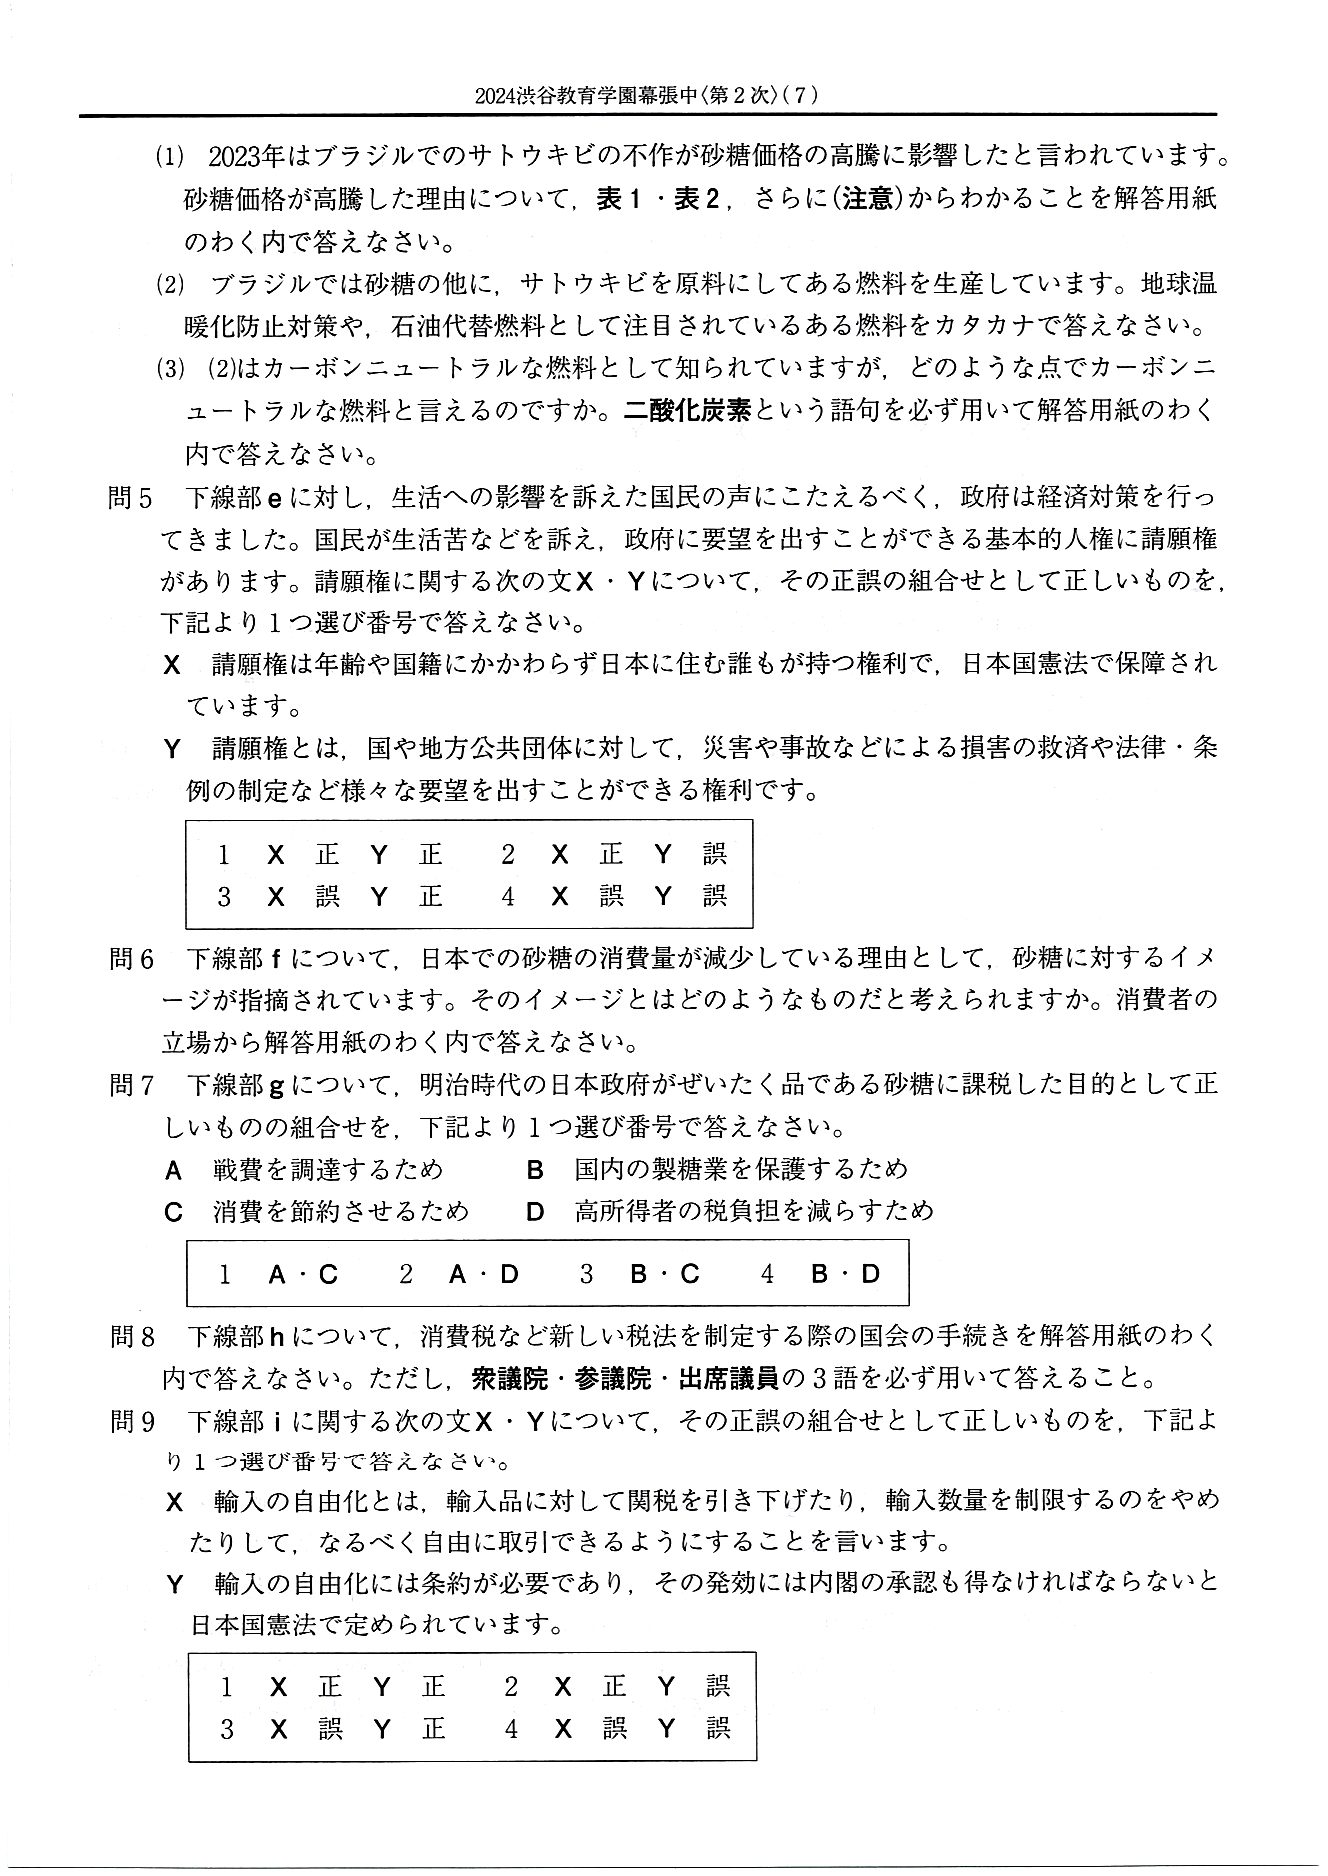 2024渋谷教育学園幕張中〈第2次〉(7)
(1) 2023年はブラジルでのサトウキビの不作が砂糖価格の高騰に影響したと言われています。
砂糖価格が高騰した理由について，表1・表2，さらに(注意)からわかることを解答用紙
のわく内で答えなさい。
(2) ブラジルでは砂糖の他に，サトウキビを原料にしてある燃料を生産しています。地球温
暖化防止対策や，石油代替燃料として注目されているある燃料をカタカナで答えなさい。
(3) (2)はカーボンニュートラルな燃料として知られていますが，どのような点でカーボンニ
ュートラルな燃料と言えるのですか。二酸化炭素という語句を必ず用いて解答用紙のわく
内で答えなさい。
問5 下線部eに対し，生活への影響を訴えた国民の声にこたえるべく，政府は経済対策を行っ
てきました。国民が生活苦などを訴え，政府に要望を出すことができる基本的人権に請願権
があります。請願権に関する次の文X・Yについて，その正誤の組合せとして正しいものを，
下記より1つ選び番号で答えなさい。
X 請願権は年齢や国籍にかかわらず日本に住む誰もが持つ権利で，日本国憲法で保障され
ています。
Y 請願権とは，国や地方公共団体に対して，災害や事故などによる損害の救済や法律・条
例の制定など様々な要望を出すことができる権利です。
1 X 正 Y 正 2 X 正 Y 誤
3 X 誤 Y 正 4 X 誤 Y 誤
問6 下線部fについて，日本での砂糖の消費量が減少している理由として，砂糖に対するイメ
ージが指摘されています。そのイメージとはどのようなものだと考えられますか。消費者の
立場から解答用紙のわく内で答えなさい。
問7 下線部gについて，明治時代の日本政府がぜいたく品である砂糖に課税した目的として正
しいものの組合せを，下記より1つ選び番号で答えなさい。
A 戦費を調達するため B 国内の製糖業を保護するため
C 消費を節約させるため D 高所得者の税負担を減らすため
1 A・C 2 A・D 3 B・C 4 B・D
問8 下線部hについて，消費税など新しい税法を制定する際の国会の手続きを解答用紙のわく
内で答えなさい。ただし，衆議院・参議院・出席議員の3語を必ず用いて答えること。
問9 下線部iに関する次の文X・Yについて，その正誤の組合せとして正しいものを，下記よ
り1つ選び番号で答えなさい。
X 輸入の自由化とは，輸入品に対して関税を引き下げたり，輸入数量を制限するのをやめ
たりして，なるべく自由に取引できるようにすることを言います。
Y 輸入の自由化には条約が必要であり，その発効には内閣の承認も得なければならないと
日本国憲法で定められています。
1 X 正 Y 正 2 X 正 Y 誤
3 X 誤 Y 正 4 X 誤 Y 誤